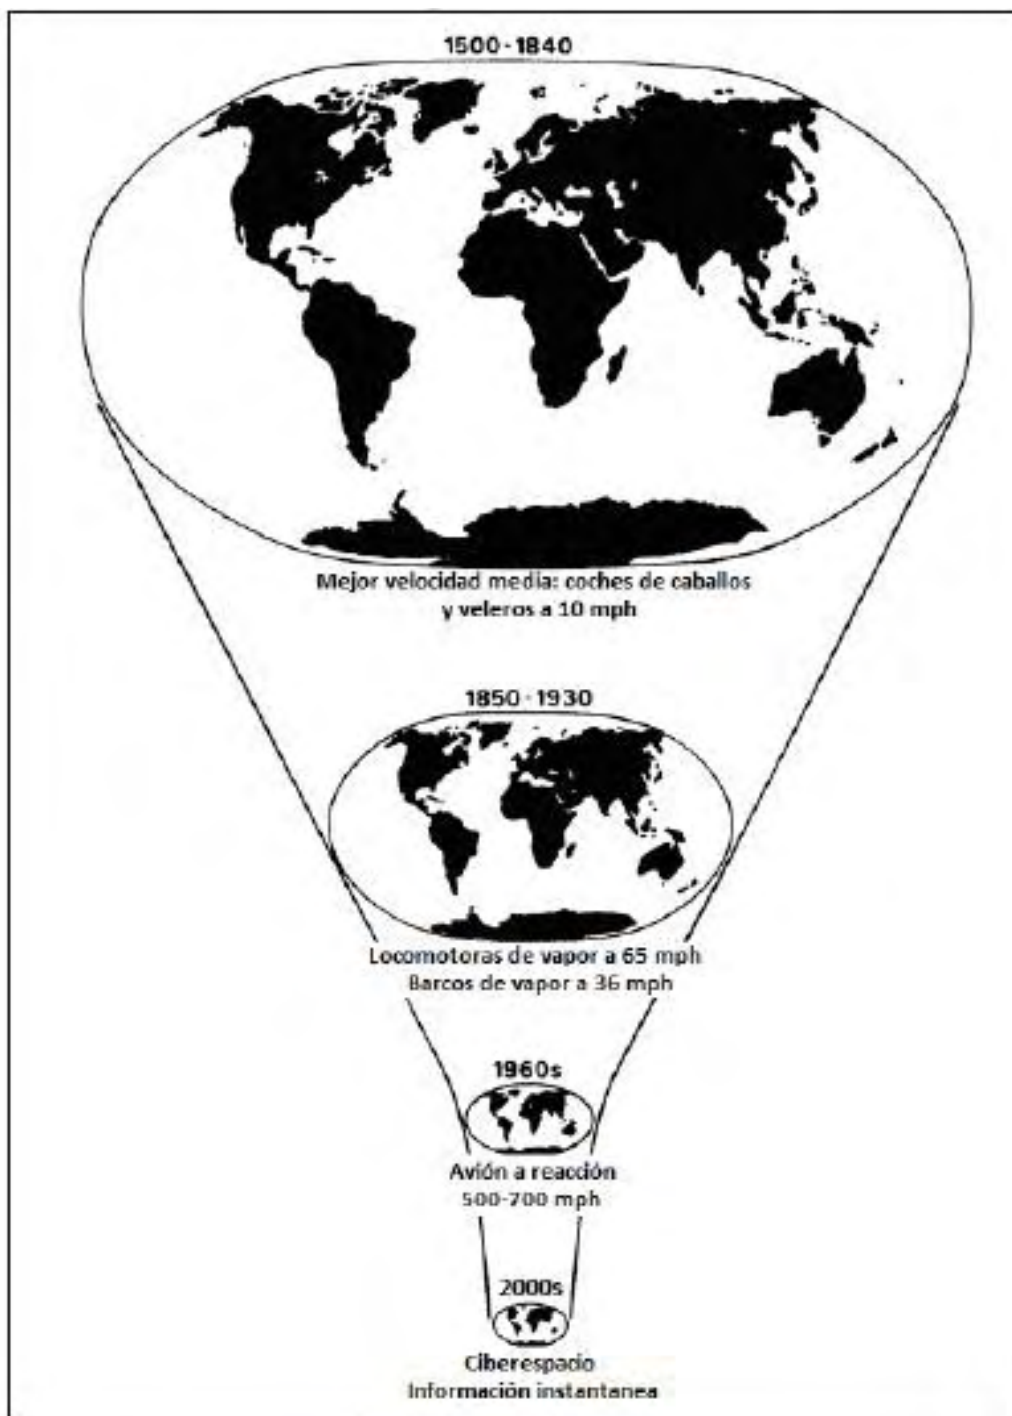 1500-1840
Mejor velocidad media: coches de caballos
y veleros a 10 mph
1850-1930
Locomotoras de vapor a 65 mph
Barcos de vapor a 36 mph
1960s
Avión a reacción
500-700 mph
2000s
Ciberespacio
Información instantanea